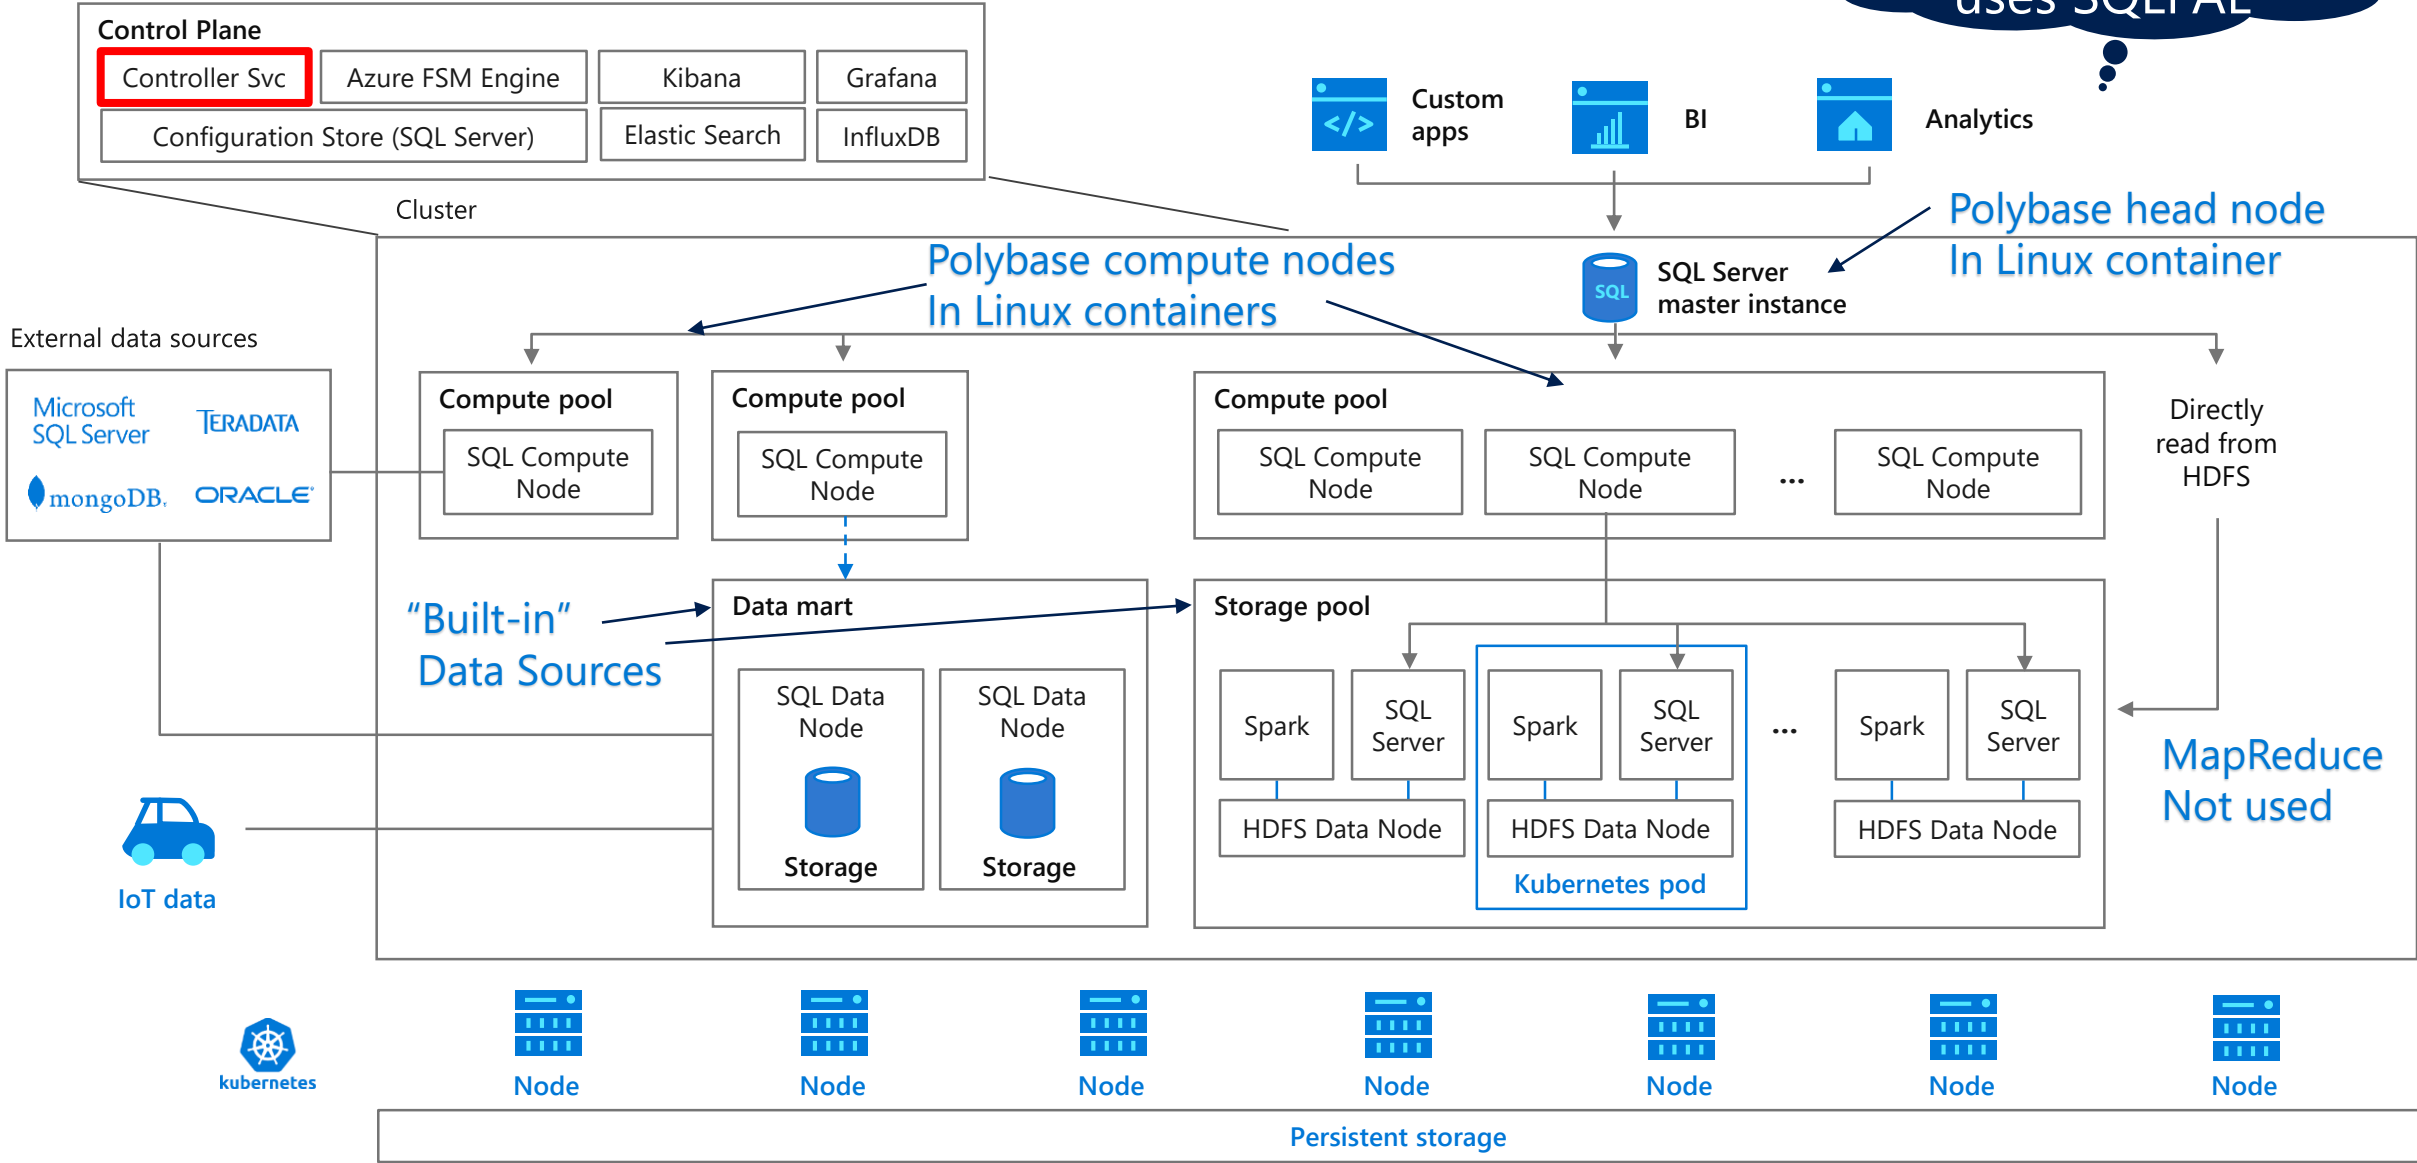 uses SQLPAL
Control Plane
Controller Svc
Azure FSM Engine
Kibana
Grafana
Configuration Store (SQL Server)
Elastic Search
InfluxDB
Custom
apps
BI
Analytics
Cluster
Polybase head node
In Linux container
Polybase compute nodes
In Linux containers
SQL
SQL Server
master instance
External data sources
Microsoft
SQL Server
TERADATA
mongoDB.
ORACLE
Compute pool
SQL Compute
Node
Compute pool
SQL Compute
Node
Compute pool
SQL Compute
Node
SQL Compute
Node
...
SQL Compute
Node
Directly
read from
HDFS
“Built-in”
Data Sources
Data mart
SQL Data
Node
Storage
SQL Data
Node
Storage
Storage pool
Spark
SQL
Server
HDFS Data Node
Spark
SQL
Server
HDFS Data Node
Kubernetes pod
...
Spark
SQL
Server
HDFS Data Node
MapReduce
Not used
IoT data
kubernetes
Node
Node
Node
Node
Node
Node
Node
Persistent storage